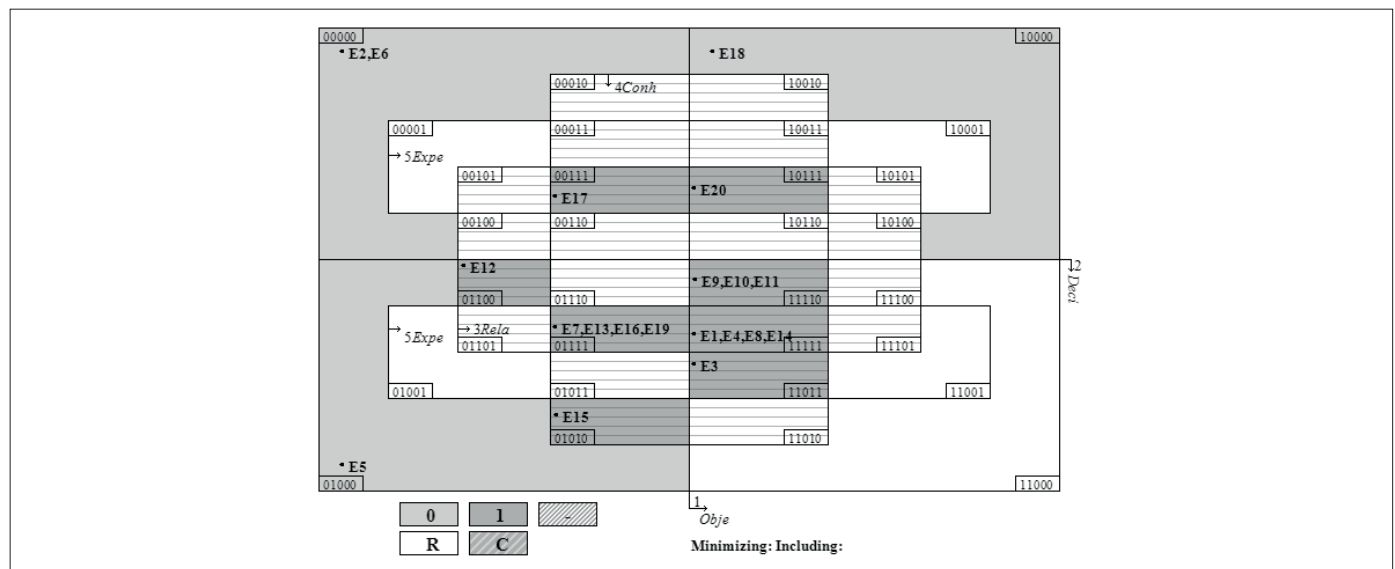 00000 10000
E2,E6 E18
00010 4Conh 10010
00001 00011 10011 10001
5Expe
00101 00111 10111 10101
E17 E20
00100 00110 10110 10100
E12 2
Deci
E9,E10,E11
01100 01110 11110 11100
5Expe 3Rela E7,E13,E16,E19 E1,E4,E8,E14
01101 01111 11111 11101
E3
01001 01011 11011 11001
E15
01010 11010
E5
01000 11000
1
Obje
0 1 -
R C
Minimizing: Including: